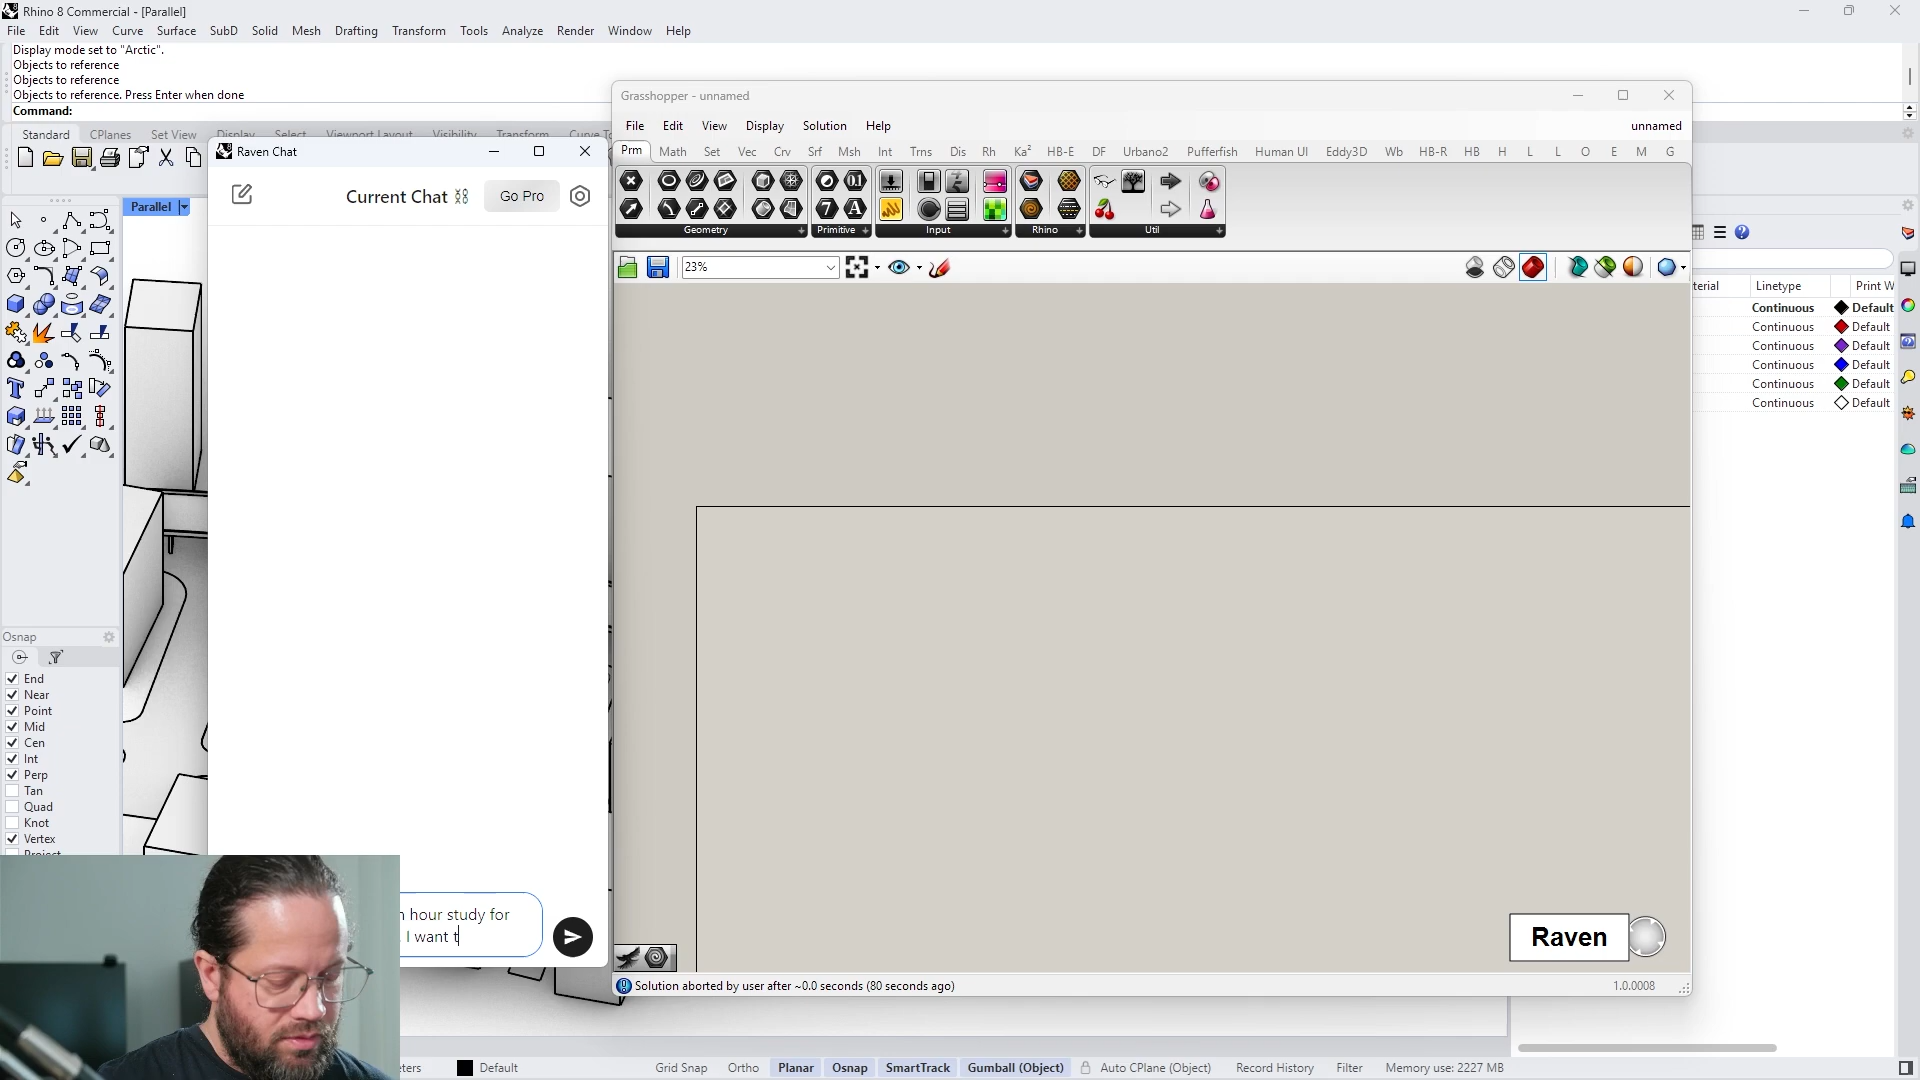 Rhino 8 Commercial - [Parallel]
File Edit View Curve Surface SubD Solid Mesh Drafting Transform Tools Analyze Render Window Help
Display mode set to "Arctic".
Objects to reference
Objects to reference
Objects to reference. Press Enter when done
Command:
Standard CPlanes Set View Display Select Viewport Layout Visibility Transform
Parallel
Raven Chat
Current Chat Go Pro
hour study for
I want t
Grasshopper - unnamed
File Edit View Display Solution Help unnamed
Prm Math Set Vec Crv Srf Msh Int Trns Dis Rh Ka² HB-E DF Urbano2 Pufferfish Human UI Eddy3D Wb HB-R HB H L L O E M G
Geometry Primitive Input Rhino Util
23%
Raven
Solution aborted by user after ~0.0 seconds (80 seconds ago) 1.0.0008
Linetype Print W
Continuous Default
Continuous Default
Continuous Default
Continuous Default
Continuous Default
Continuous Default
Osnap
End
Near
Point
Mid
Cen
Int
Perp
Tan
Quad
Knot
Vertex
Default Grid Snap Ortho Planar Osnap SmartTrack Gumball (Object) Auto CPlane (Object) Record History Filter Memory use: 2227 MB